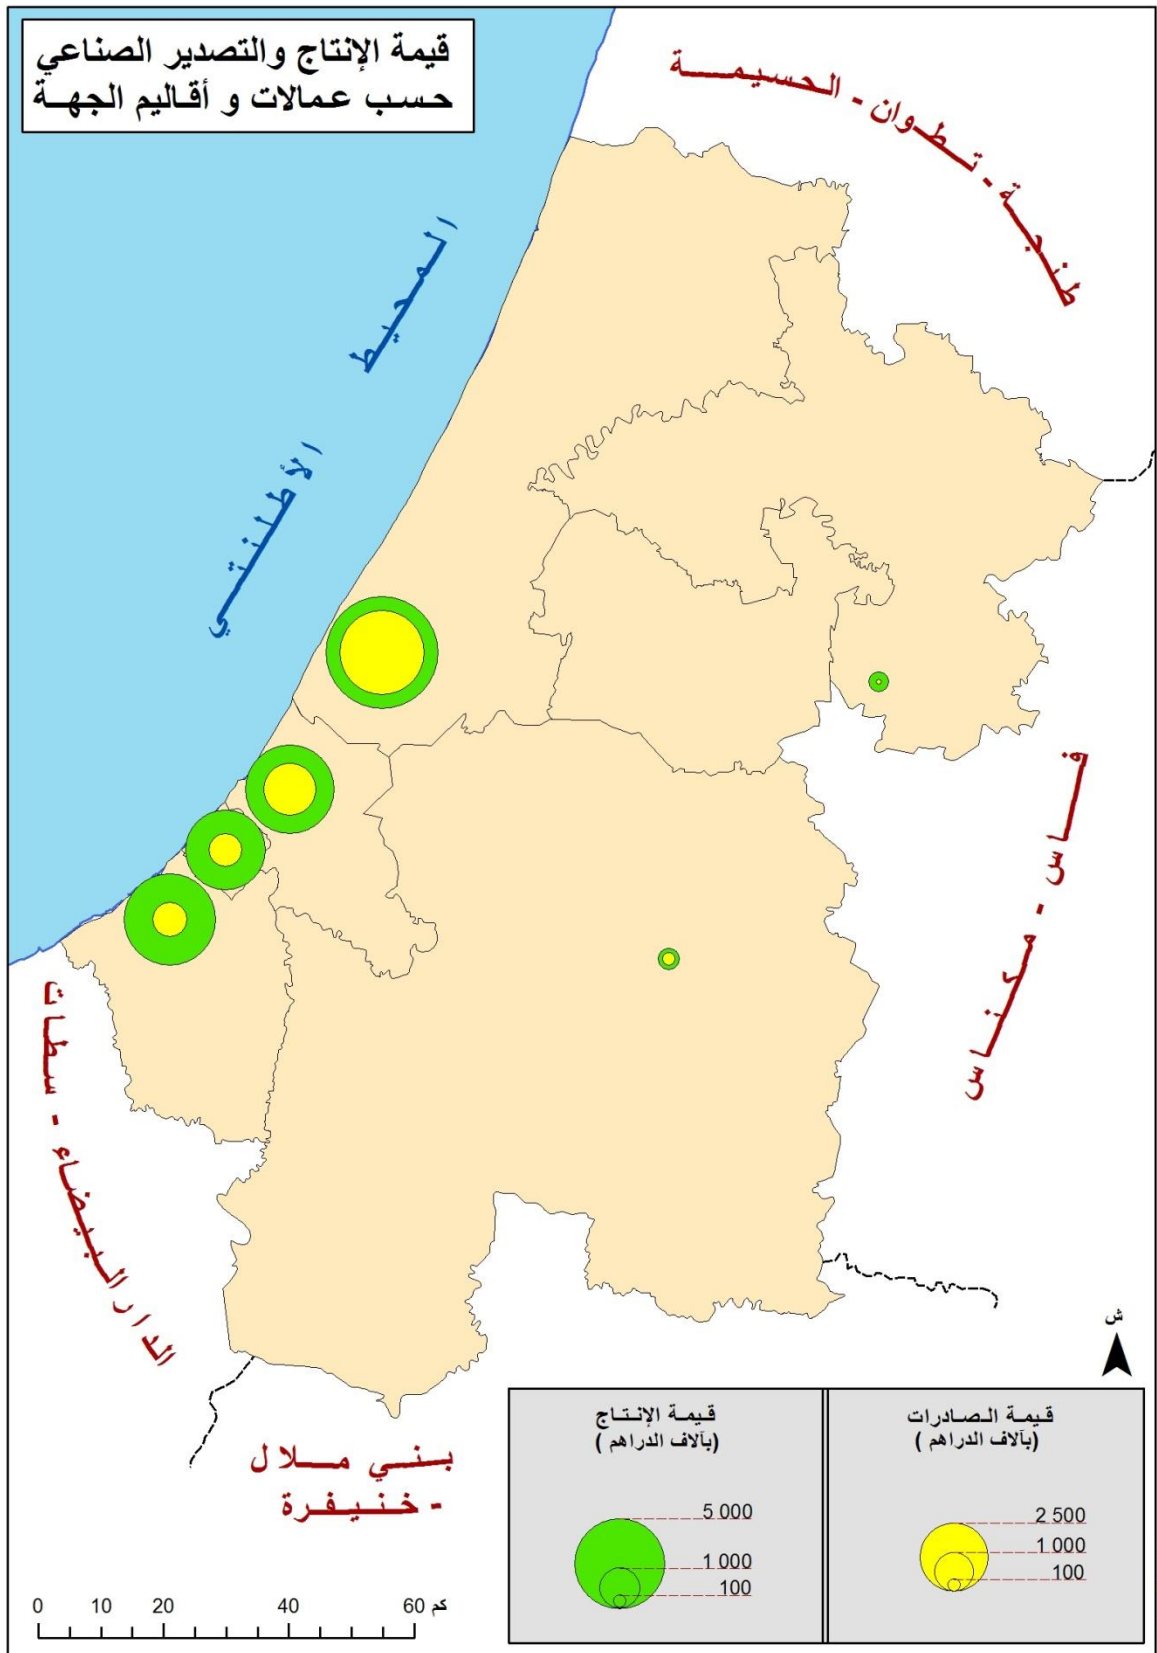 قيمة الإنتاج والتصدير الصناعي
حسب عمالات و أقاليم الجهة
طنجة - تطوان - الحسيمة
المحيط
الأطلنتي
فاس - مكناس
الدار البيضاء - سطات
بني ملال
- خنيفرة
ش
قيمة الإنتاج
(بآلاف الدراهم )
5 000
1 000
100
قيمة الصادرات
(بآلاف الدراهم )
2 500
1 000
100
0 10 20 40 60 كم